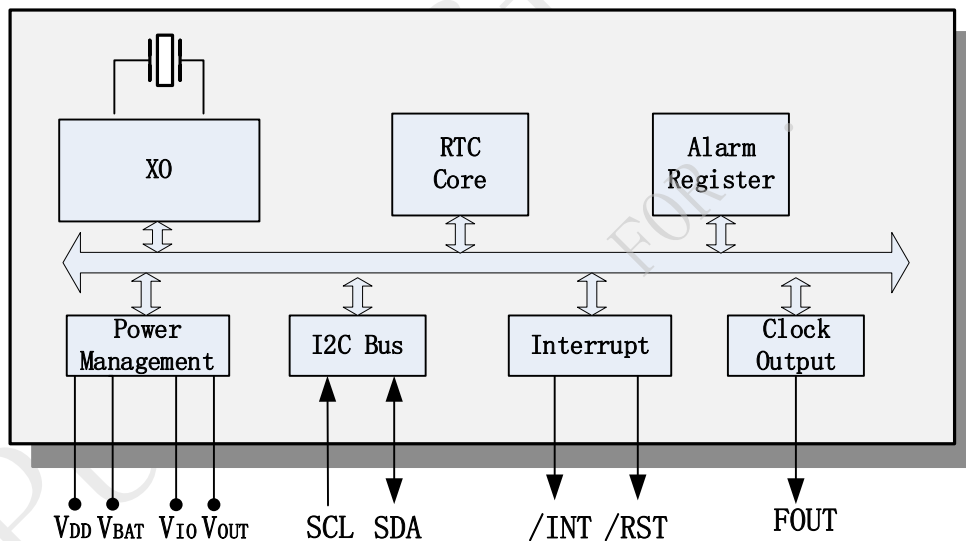 XO
RTC
Core
Alarm
Register
FOR
Power
Management
I2C Bus
Interrupt
Clock
Output
VDD VBAT VIO VOUT
SCL SDA
/INT /RST
FOUT